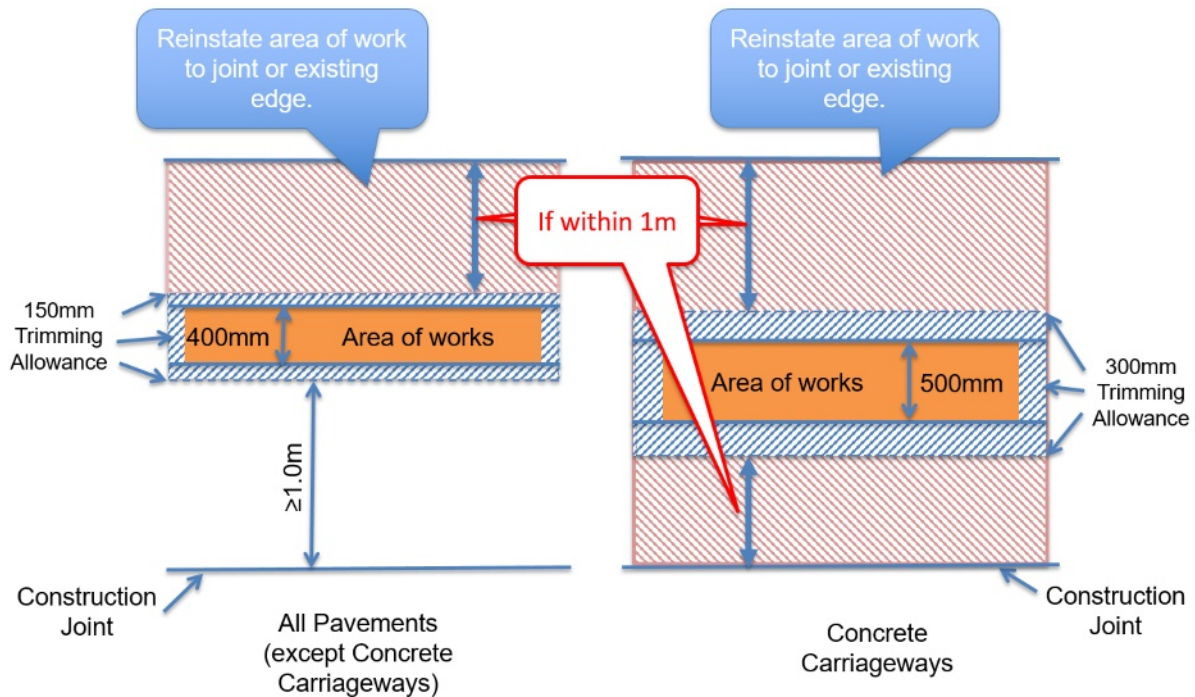 Reinstate area of work
to joint or existing
edge.
Reinstate area of work
to joint or existing
edge.
If within 1m
150mm
Trimming
Allowance
400mm
Area of works
Area of works
500mm
300mm
Trimming
Allowance
≥1.0m
Construction
Joint
All Pavements
(except Concrete
Carriageways)
Concrete
Carriageways
Construction
Joint